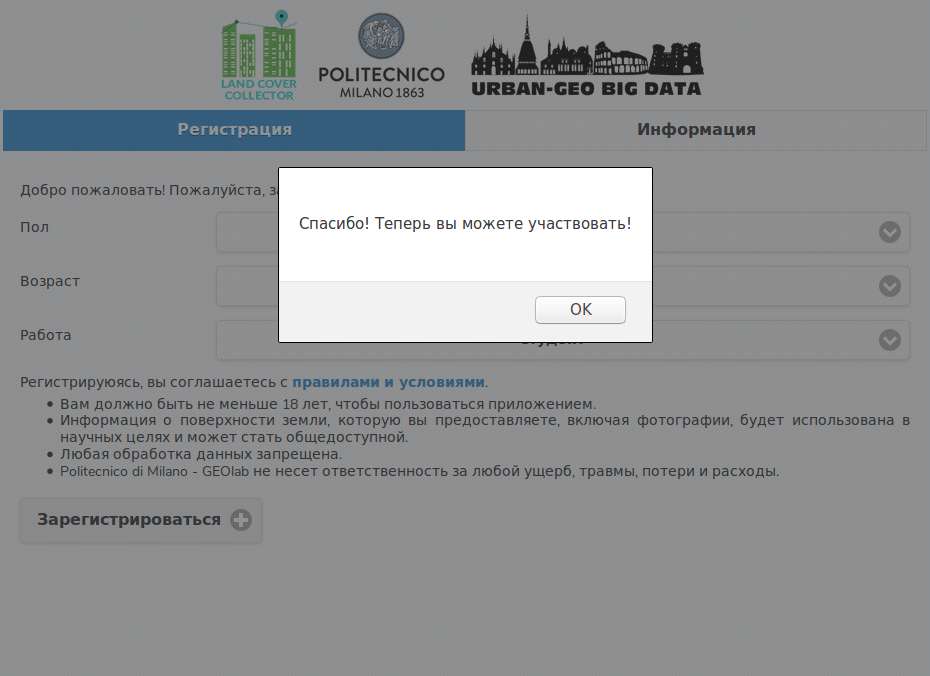 LAND COVER
COLLECTOR
POLITECNICO
MILANO 1863
URBAN-GEO BIG DATA
Регистрация
Информация
Добро пожаловать! Пожалуйста,
Спасибо! Теперь вы можете участвовать!
OK
Пол
Возраст
Работа
Регистрируюясь, вы соглашаетесь с правилами и условиями.
• Вам должно быть не меньше 18 лет, чтобы пользоваться приложением.
• Информация о поверхности земли, которую вы предоставляете, включая фотографии, будет использована в
научных целях и может стать общедоступной.
• Любая обработка данных запрещена.
• Politecnico di Milano - GEOlab не несет ответственность за любой ущерб, травмы, потери и расходы.
Зарегистрироваться